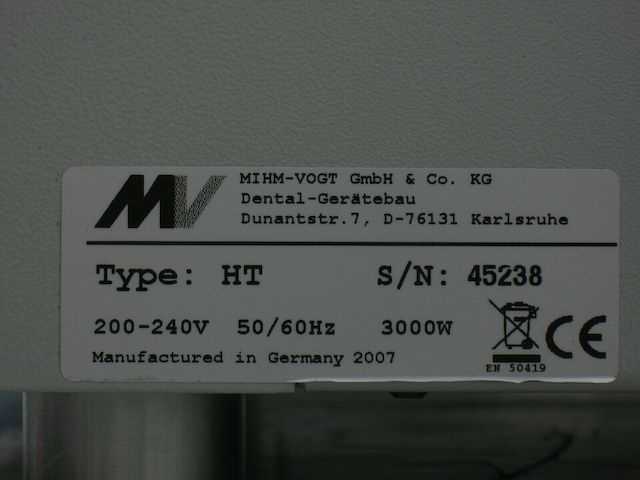 MV
MIHM-VOGT GmbH & Co. KG
Dental-Gerätebau
Dunantstr.7, D-76131 Karlsruhe
Type: HT S/N: 45238
200-240V 50/60Hz 3000W
Manufactured in Germany 2007
EN 50419
CE